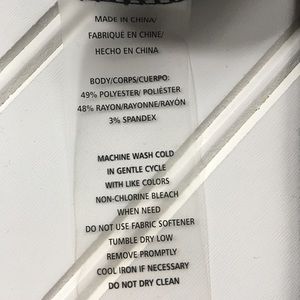 MADE IN CHINA/
FABRIQUÉ EN CHINE/
HECHO EN CHINA
BODY/CORPS/CUERPO:
49% POLYESTER/ POLIÉSTER
48% RAYON/RAYONNE/RAYÓN
3% SPANDEX
MACHINE WASH COLD
IN GENTLE CYCLE
WITH LIKE COLORS
NON-CHLORINE BLEACH
WHEN NEED
DO NOT USE FABRIC SOFTENER
TUMBLE DRY LOW
REMOVE PROMPTLY
COOL IRON IF NECESSARY
DO NOT DRY CLEAN